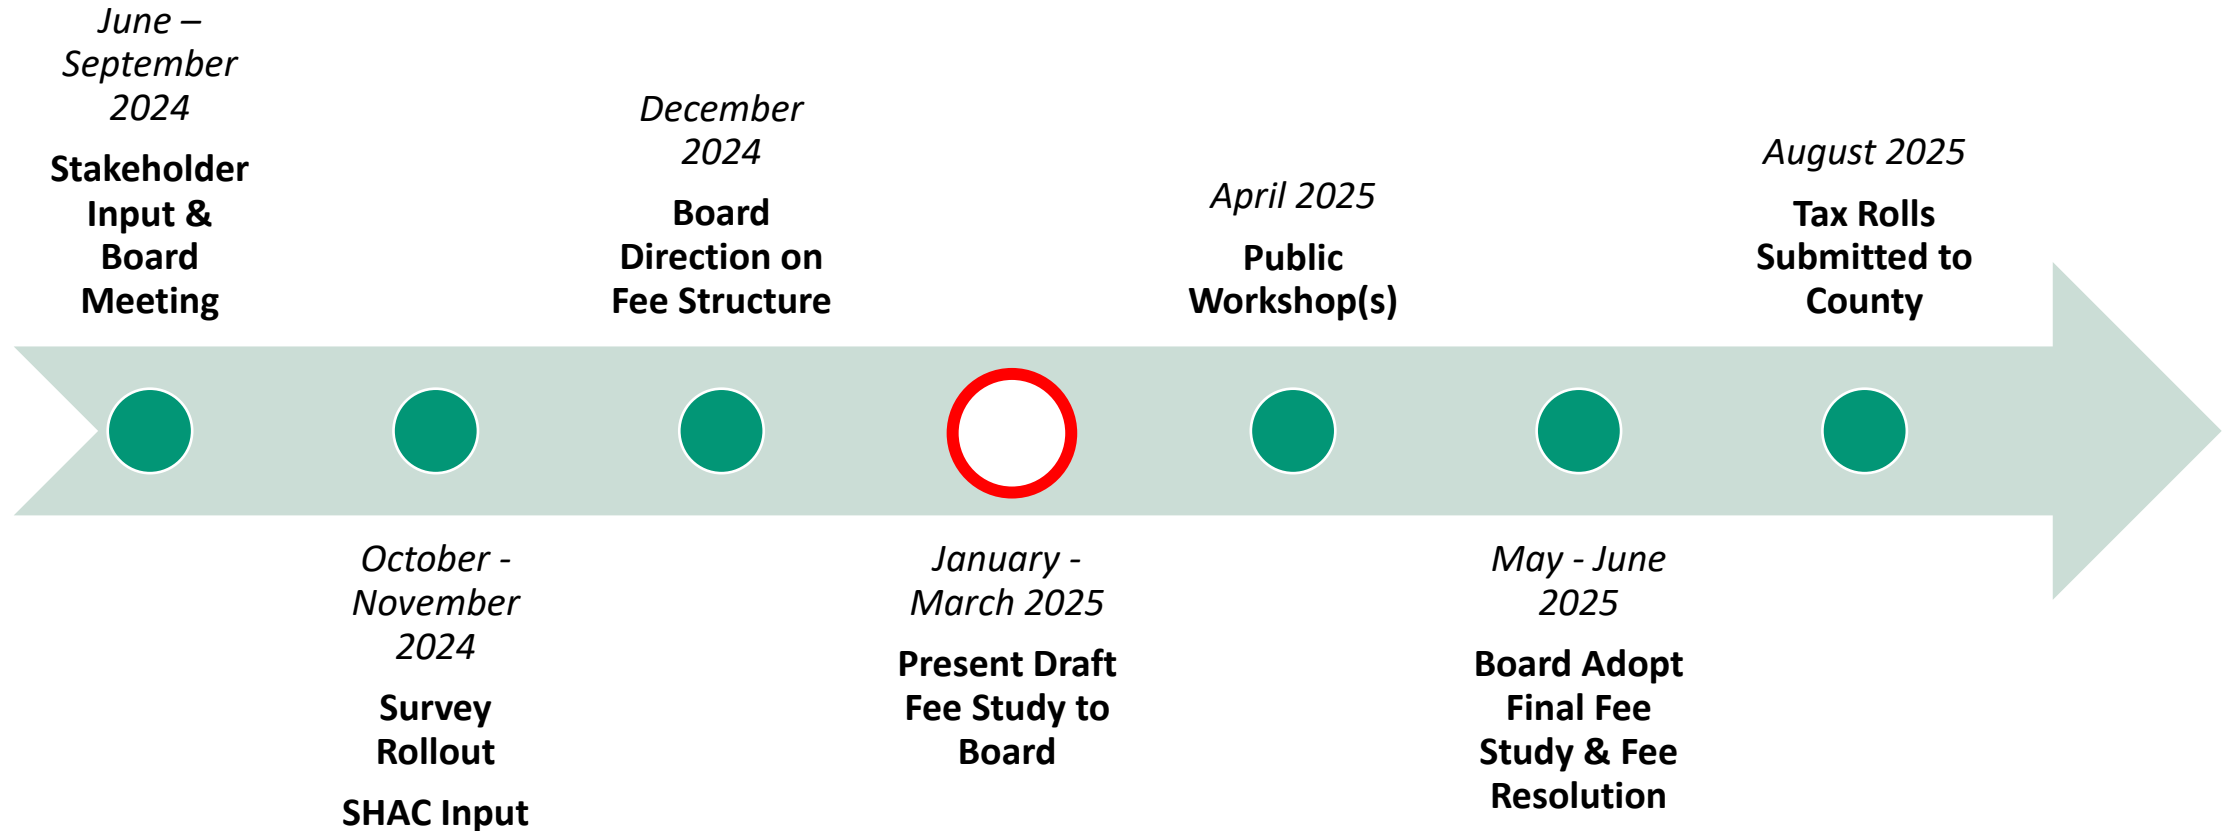 June –
September
2024
Stakeholder
Input &
Board
Meeting
October -
November
2024
Survey
Rollout
SHAC Input
December
2024
Board
Direction on
Fee Structure
January -
March 2025
Present Draft
Fee Study to
Board
April 2025
Public
Workshop(s)
May - June
2025
Board Adopt
Final Fee
Study & Fee
Resolution
August 2025
Tax Rolls
Submitted to
County